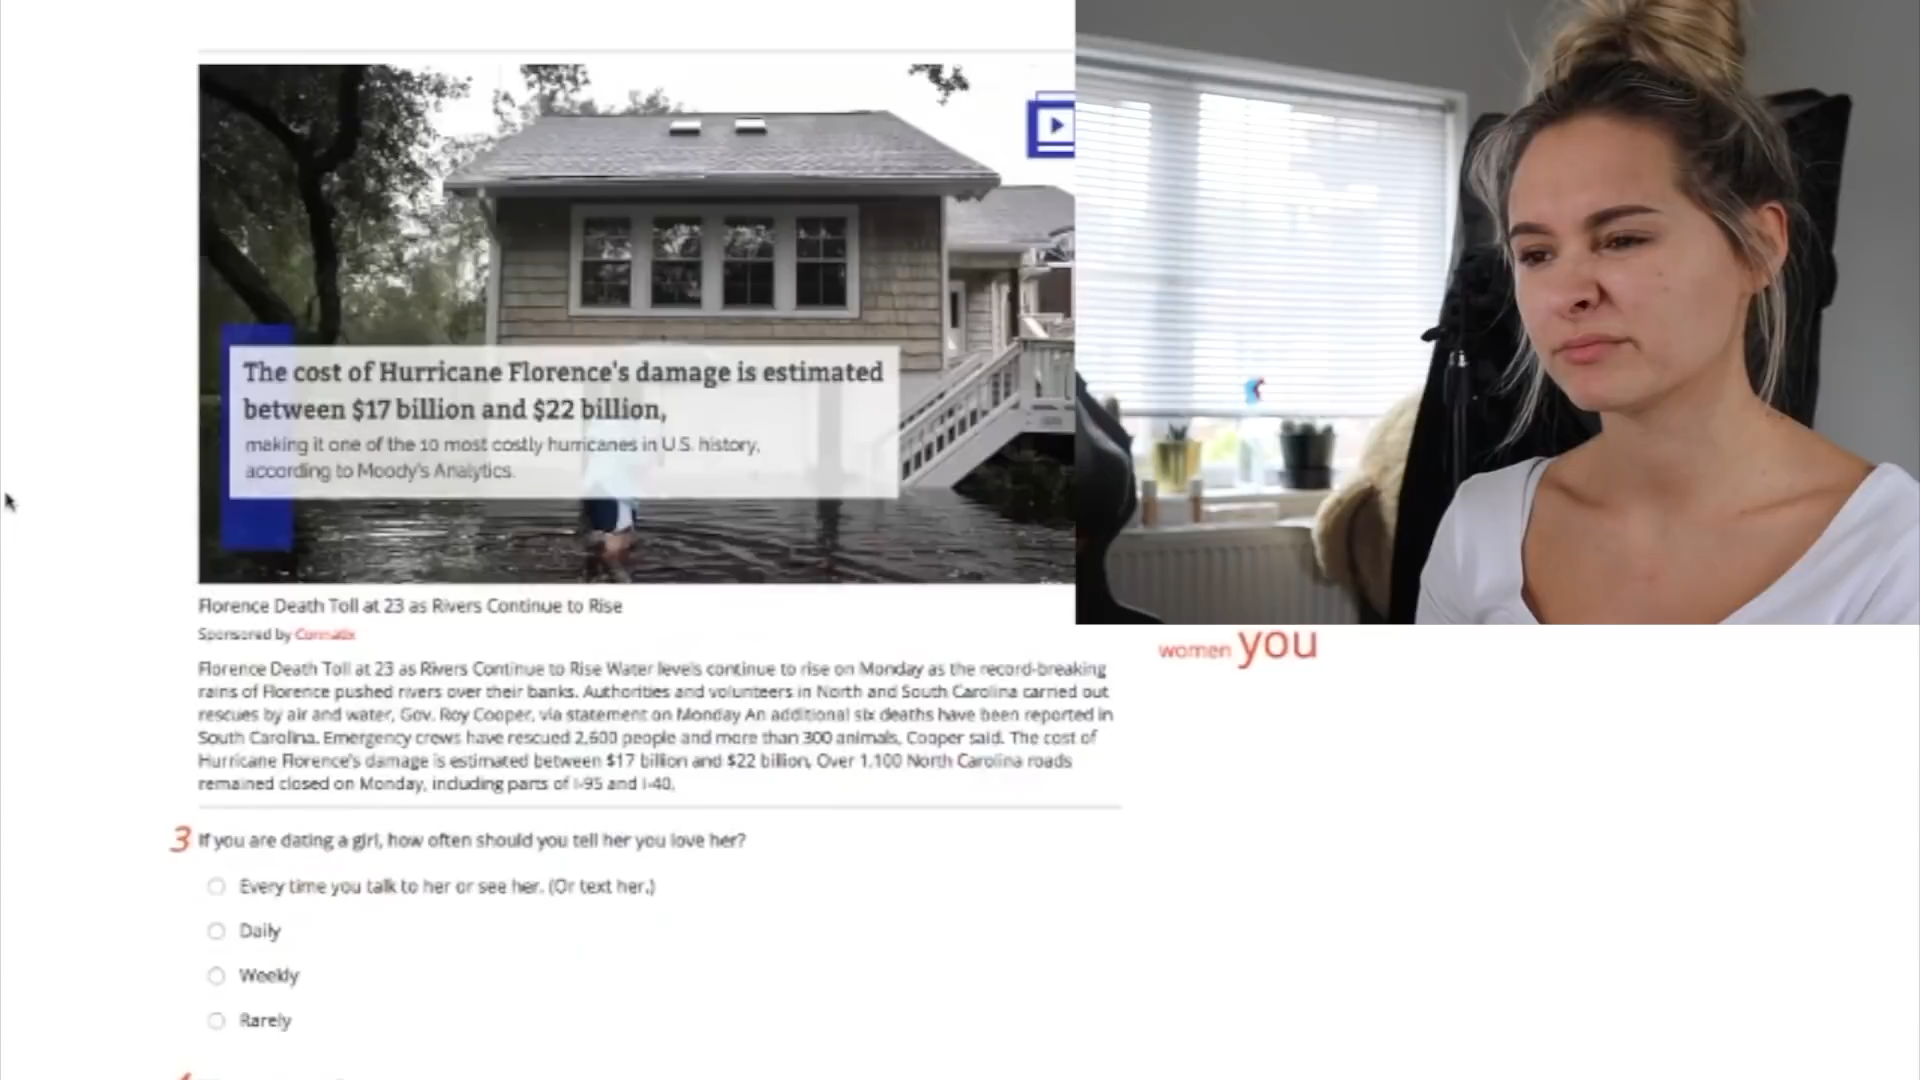 The cost of Hurricane Florence's damage is estimated
between $17 billion and $22 billion,
making it one of the 10 most costly hurricanes in U.S. history,
according to Moody's Analytics.
Florence Death Toll at 23 as Rivers Continue to Rise
Sponsored by Connatix
women you
Florence Death Toll at 23 as Rivers Continue to Rise Water levels continue to rise on Monday as the record-breaking
rains of Florence pushed rivers over their banks. Authorities and volunteers in North and South Carolina carried out
rescues by air and water, Gov. Roy Cooper, via statement on Monday An additional six deaths have been reported in
South Carolina. Emergency crews have rescued 2,600 people and more than 300 animals, Cooper said. The cost of
Hurricane Florence's damage is estimated between $17 billion and $22 billion, Over 1,100 North Carolina roads
remained closed on Monday, including parts of I-95 and I-40.
3 If you are dating a girl, how often should you tell her you love her?
Every time you talk to her or see her. (Or text her.)
Daily
Weekly
Rarely